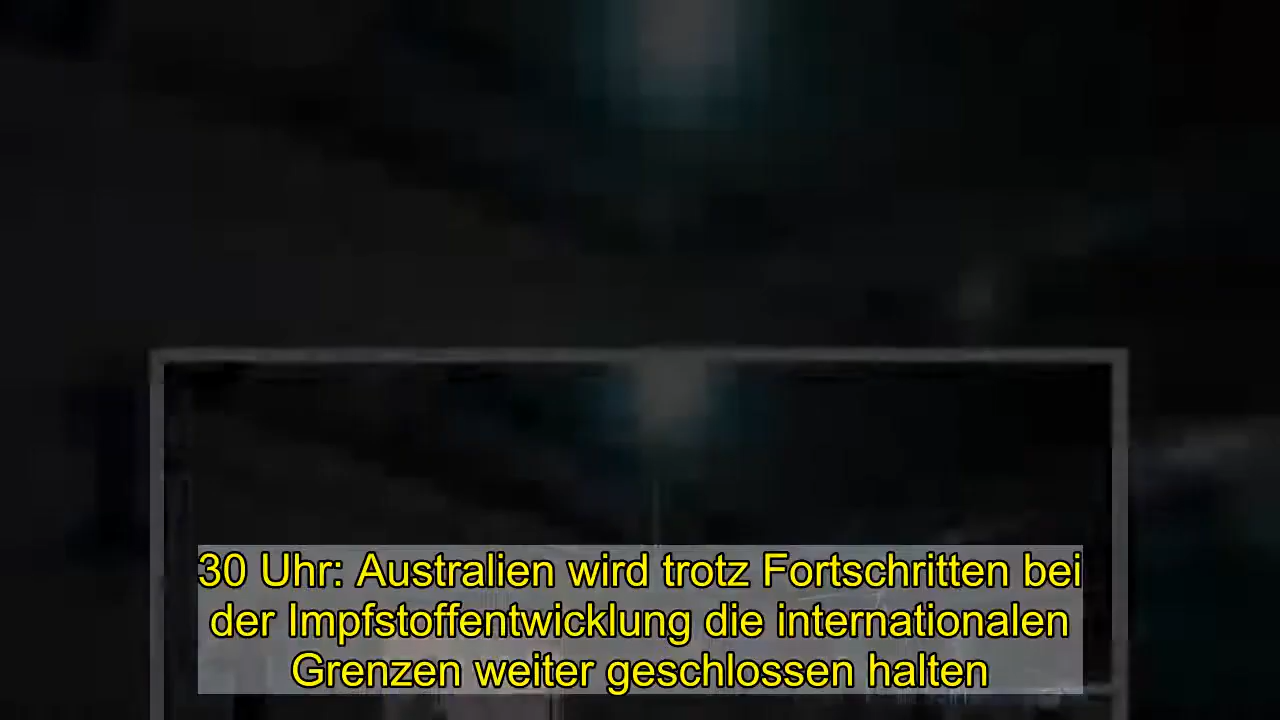 30 Uhr: Australien wird trotz Fortschritten bei
der Impfstoffentwicklung die internationalen
Grenzen weiter geschlossen halten